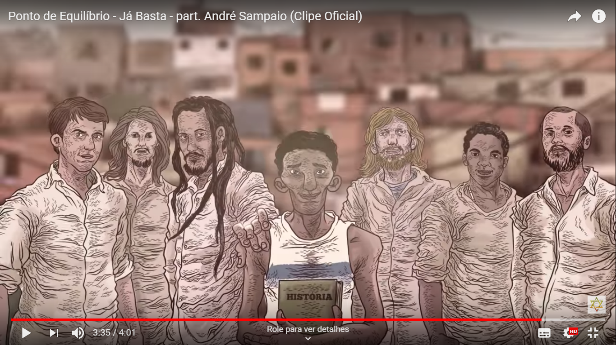 Ponto de Equilíbrio - Já Basta - part. André Sampaio (Clipe Oficial)
HISTÓRIA
3:35 / 4:01
Role para ver detalhes
HD